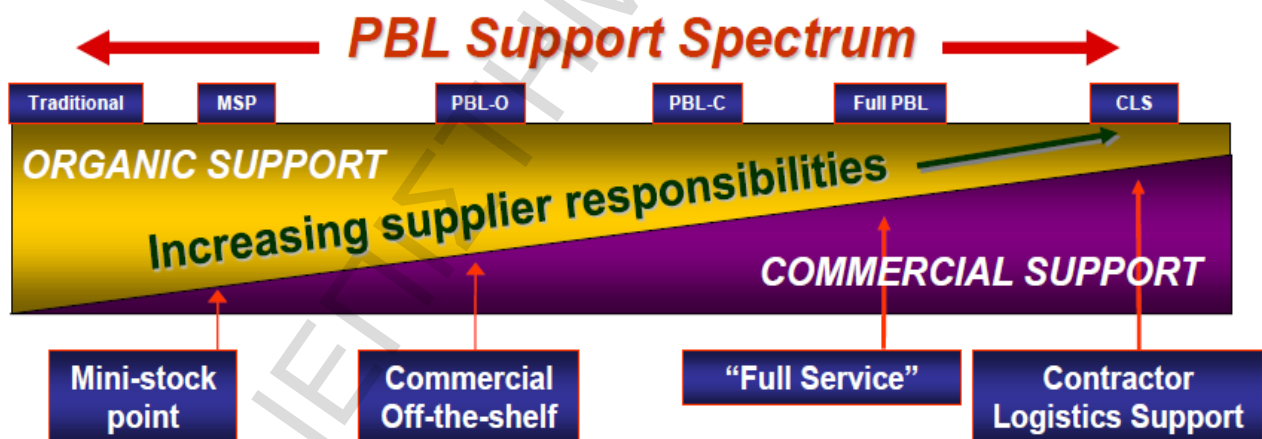 PBL Support Spectrum
Traditional
MSP
PBL-O
PBL-C
Full PBL
CLS
ORGANIC SUPPORT
Increasing supplier responsibilities
COMMERCIAL SUPPORT
Mini-stock
point
Commercial
Off-the-shelf
“Full Service”
Contractor
Logistics Support